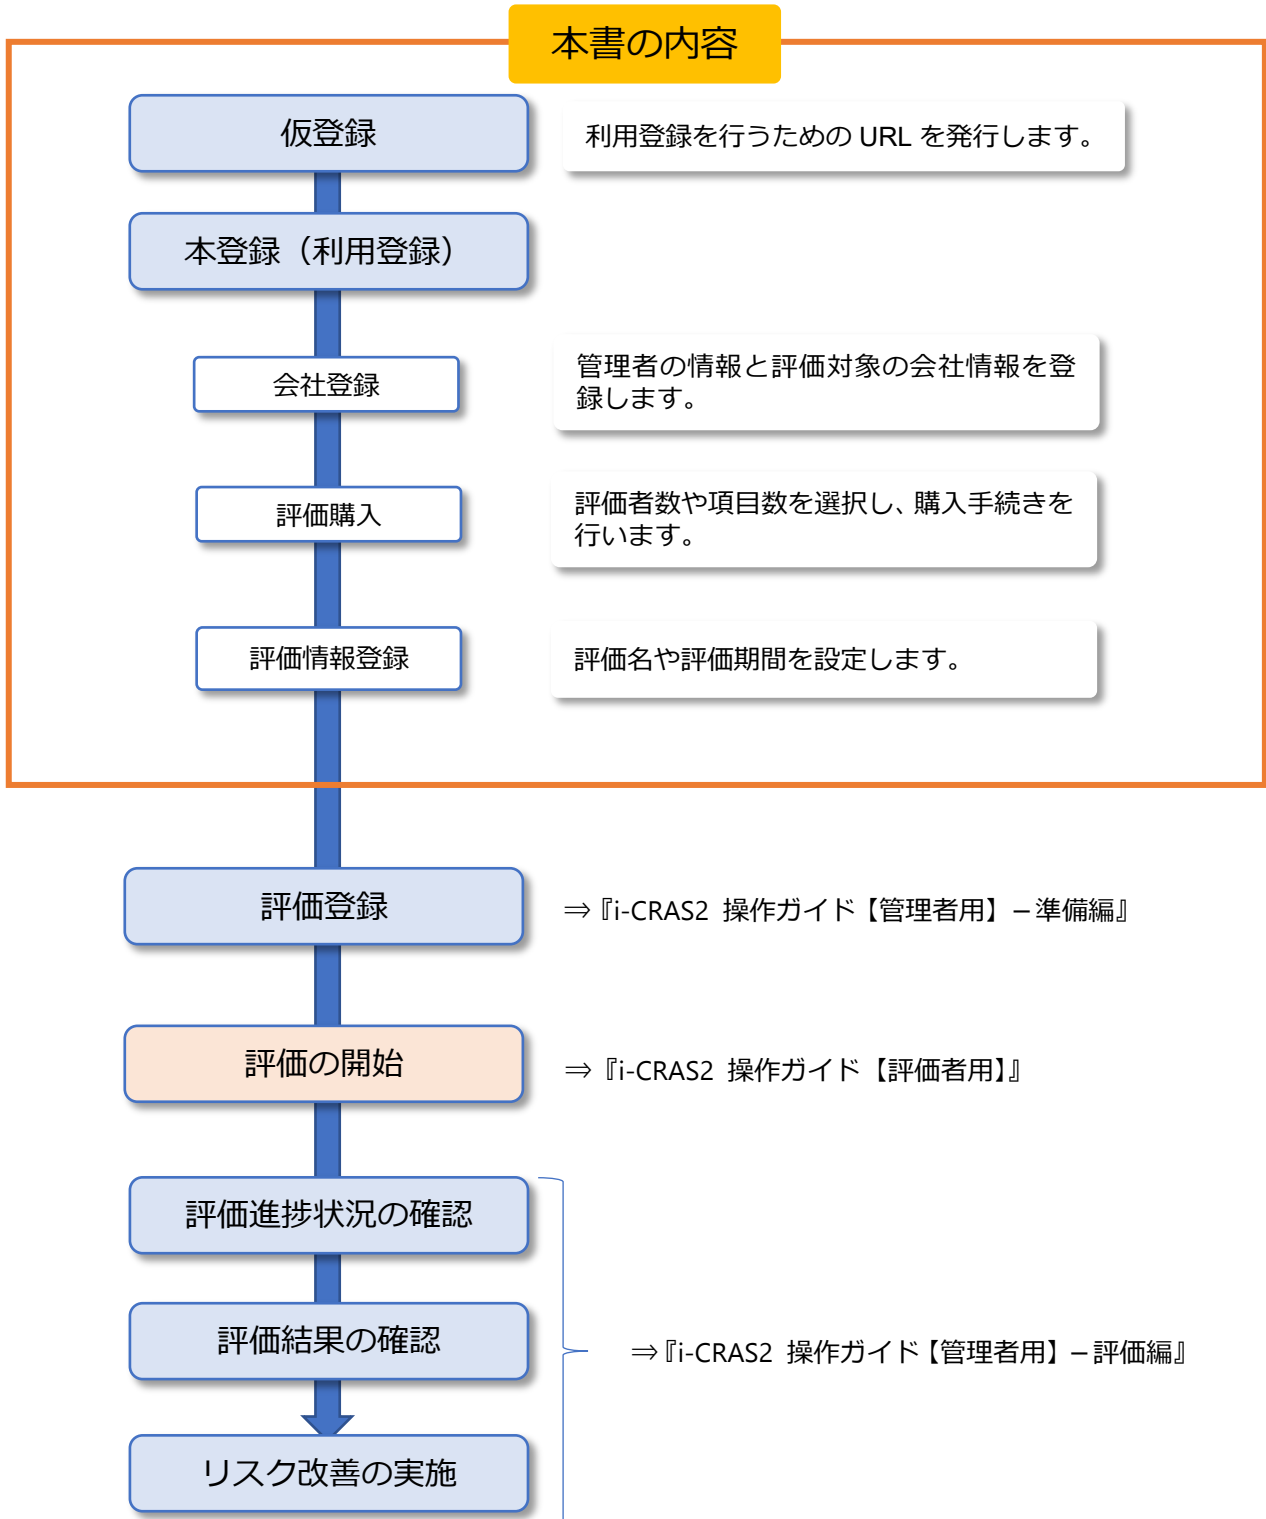 本書の内容
仮登録
利用登録を行うための URL を発行します。
本登録（利用登録）
会社登録
管理者の情報と評価対象の会社情報を登
録します。
評価購入
評価者数や項目数を選択し、購入手続きを
行います。
評価情報登録
評価名や評価期間を設定します。
評価登録
⇒『i-CRAS2 操作ガイド【管理者用】－準備編』
評価の開始
⇒『i-CRAS2 操作ガイド【評価者用】』
評価進捗状況の確認
評価結果の確認
⇒『i-CRAS2 操作ガイド【管理者用】－評価編』
リスク改善の実施